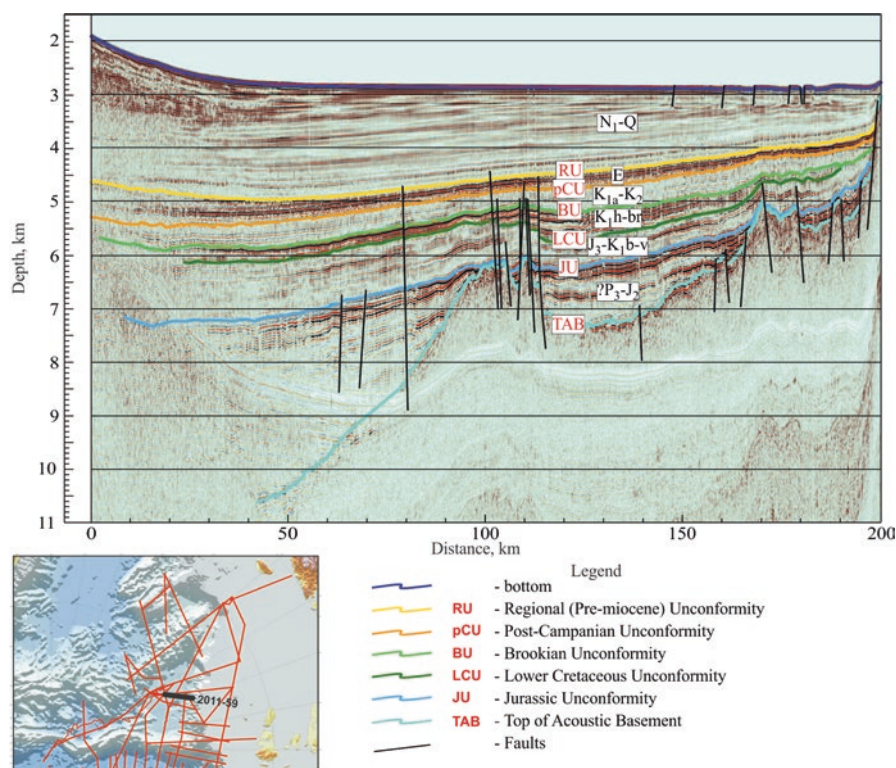 2
3
4
5
6
7
8
9
10
11
Depth, km
0
50
100
150
200
Distance, km
N₁-Q
RU
E
pCU
K₁a-K₂
BU
K₁h-br
LCU
J₃-K₁b-v
JU
?P₃-J₂
TAB
2011-59
Legend
- bottom
RU - Regional (Pre-miocene) Unconformity
pCU - Post-Campanian Unconformity
BU - Brookian Unconformity
LCU - Lower Cretaceous Unconformity
JU - Jurassic Unconformity
TAB - Top of Acoustic Basement
- Faults